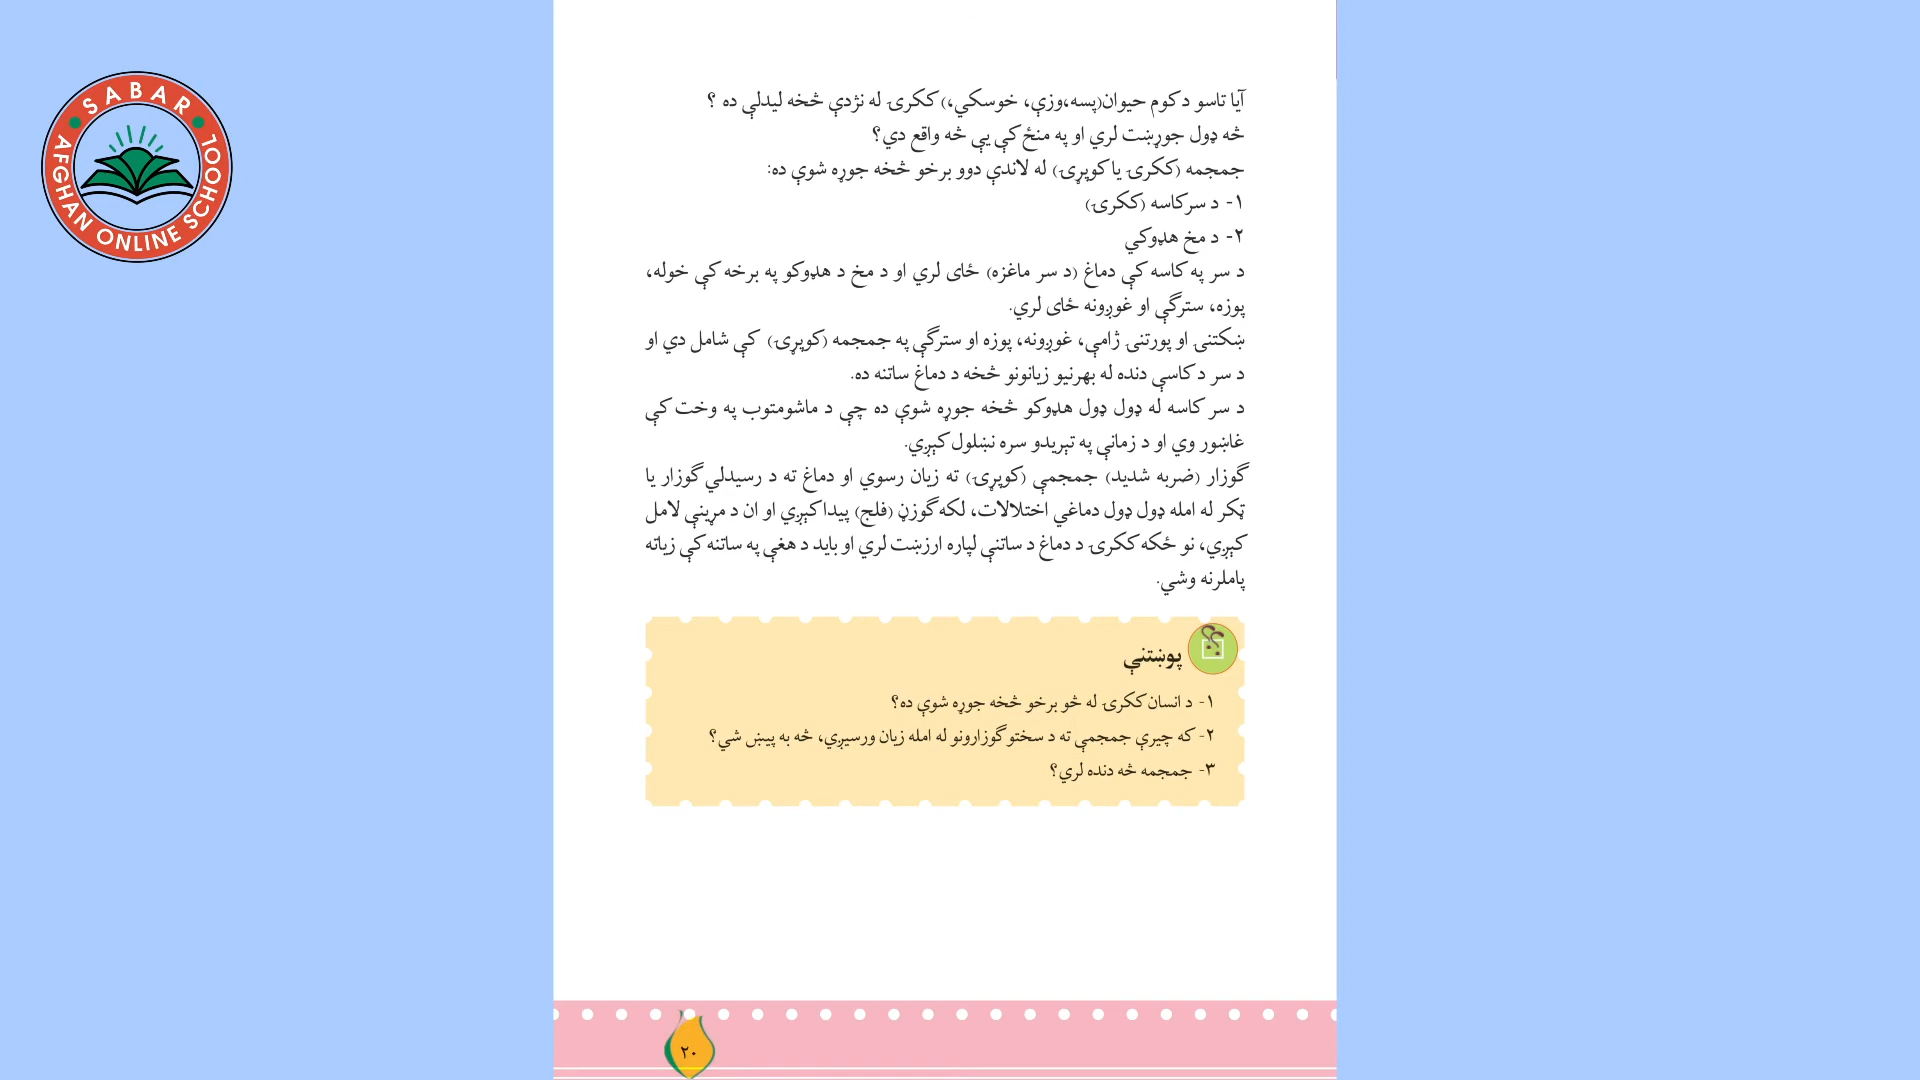 SABAR
AFGHAN ONLINE SCHOOL
آیا تاسو د کوم حیوان(پسه،وزې، خوسکي،) ککرۍ له نژدې څخه لیدلې ده ؟
څه ډول جوړښت لري او په منځ کې یې څه واقع دي؟
جمجمه (ککرۍ یا کوپړۍ) له لاندې دوو برخو څخه جوړه شوې ده:
۱- د سر کاسه (ککرۍ)
۲- د مخ هډوکي
د سر په کاسه کې دماغ (د سر ماغزه) ځای لري او د مخ د هډوکو په برخه کې خوله،
پوزه، سترګې او غوږونه ځای لري.
ښکتنۍ او پورتنۍ ژامې، غوږونه، پوزه او سترګې په جمجمه (کوپړۍ) کې شامل دي او
د سر د کاسې دنده له بهرنیو زیانونو څخه د دماغ ساتنه ده.
د سر کاسه له ډول ډول هډوکو څخه جوړه شوې ده چې د ماشومتوب په وخت کې
غاښور وي او د زمانې په تېریدو سره نښلول کېږي.
ګوزار (ضربه شدید) جمجمې (کوپړۍ) ته زیان رسوي او دماغ ته د رسیدلي ګوزار یا
ټکر له امله ډول ډول دماغي اختلالات، لکه ګوزڼ (فلج) پیدا کېږي او ان د مړینې لامل
کېږي، نو ځکه ککرۍ د دماغ د ساتنې لپاره ارزښت لري او باید د هغې په ساتنه کې زیاته
پاملرنه وشي.
پوښتنې
۱- د انسان ککرۍ له څو برخو څخه جوړه شوې ده؟
۲- که چیرې جمجمې ته د سختو ګوزارونو له امله زیان ورسیږي، څه به پیښ شي؟
۳- جمجمه څه دنده لري؟
۲۰